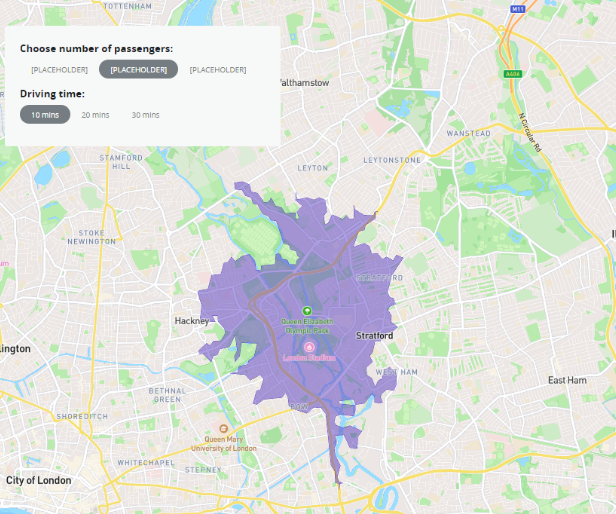 TOTTENHAM
M11
Choose number of passengers:
[PLACEHOLDER]
[PLACEHOLDER]
[PLACEHOLDER]
althamstow
A406
Driving time:
10 mins
20 mins
30 mins
N Circular Rd
WANSTEAD
STAMFORD
HILL
LEYTON
LEYTONSTONE
STOKE
NEWINGTON
STRATFORD
Queen Elizabeth
Olympic Park
Hackney
Stratford
lington
London Stadium
WEST HAM
East Ham
BETHNAL
GREEN
BOW
SHOREDITCH
Queen Mary
University of London
WHITECHAPEL
STEPNEY
City of London